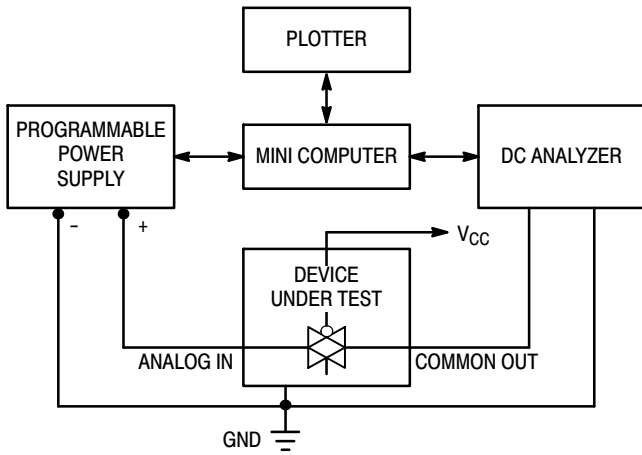 PLOTTER
PROGRAMMABLE
POWER
SUPPLY
MINI COMPUTER
DC ANALYZER
– +
VCC
DEVICE
UNDER TEST
ANALOG IN
COMMON OUT
GND